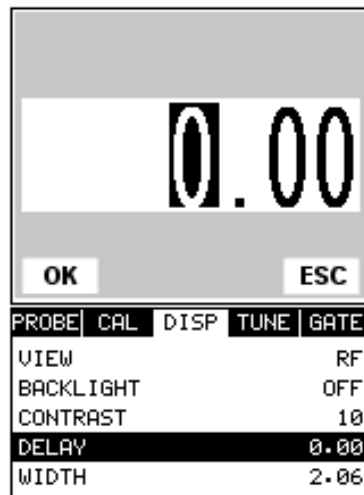 0.00
OK ESC
PROBE CAL DISP TUNE GATE
VIEW RF
BACKLIGHT OFF
CONTRAST 10
DELAY 0.00
WIDTH 2.06